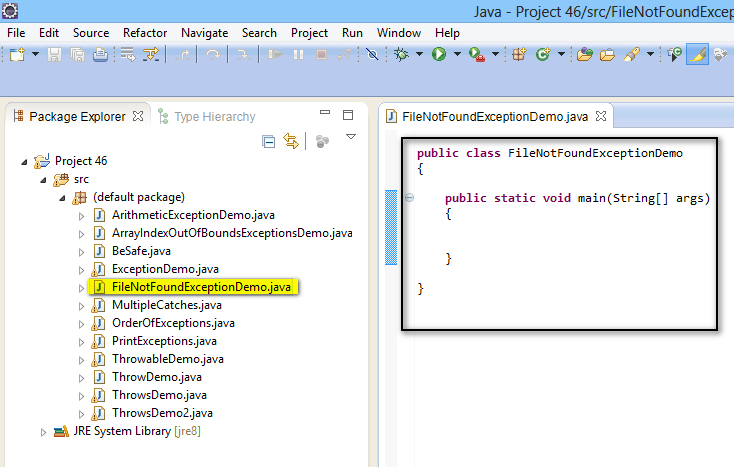 Java - Project 46/src/FileNotFoundExcep
File Edit Source Refactor Navigate Search Project Run Window Help
Package Explorer Type Hierarchy
Project 46
src
(default package)
ArithmeticExceptionDemo.java
ArrayIndexOutOfBoundsExceptionsDemo.java
BeSafe.java
ExceptionDemo.java
FileNotFoundExceptionDemo.java
MultipleCatches.java
OrderOfExceptions.java
PrintExceptions.java
ThrowableDemo.java
ThrowDemo.java
ThrowsDemo.java
ThrowsDemo2.java
JRE System Library [jre8]
FileNotFoundExceptionDemo.java
public class FileNotFoundExceptionDemo
{
public static void main(String[] args)
{
}
}